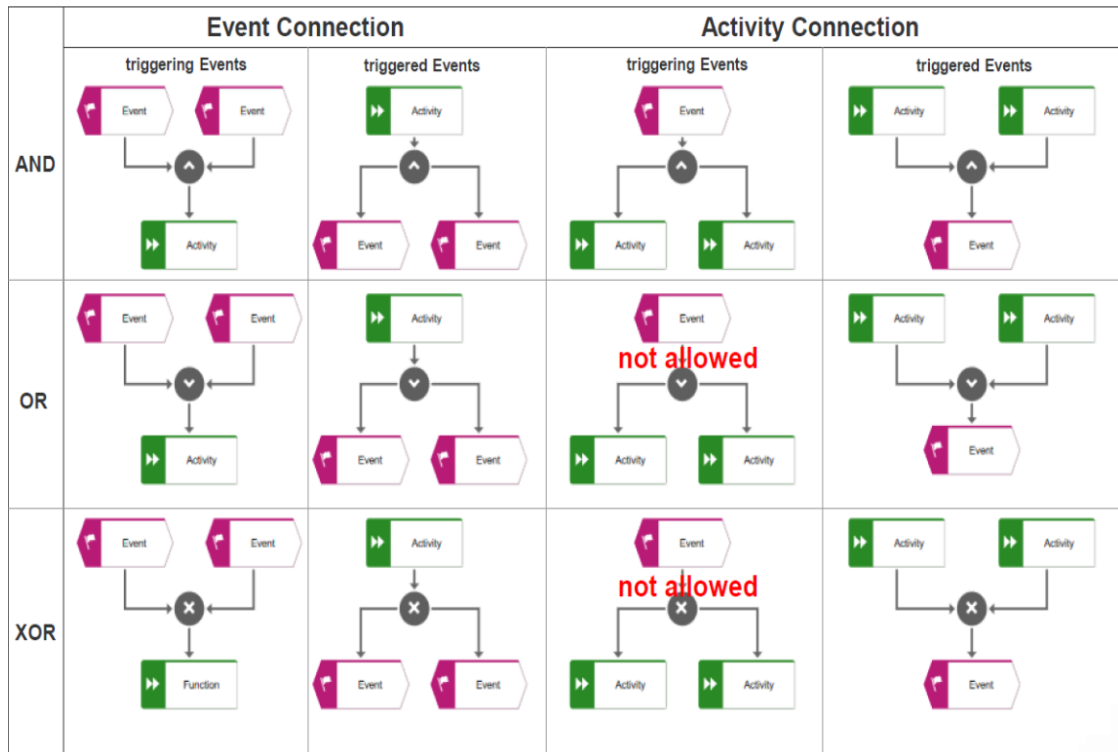 Event Connection
Activity Connection
triggering Events
triggered Events
triggering Events
triggered Events
AND
Event
Event
Activity
Activity
Event
Event
Event
Activity
Activity
Activity
Activity
Event
OR
Event
Event
Activity
Activity
Event
Event
Event
not allowed
Activity
Activity
Activity
Activity
Event
XOR
Event
Event
Function
Activity
Event
Event
Event
not allowed
Activity
Activity
Activity
Activity
Event